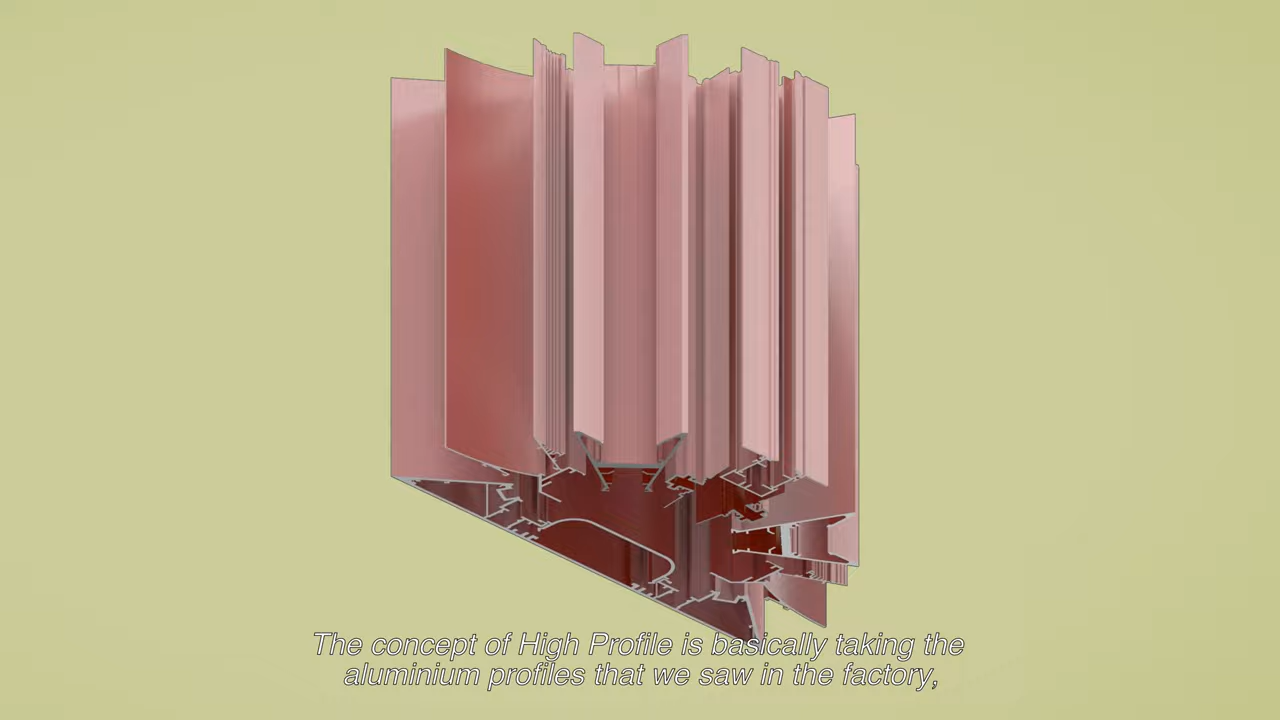 The concept of High Profile is basically taking the
aluminium profiles that we saw in the factory,